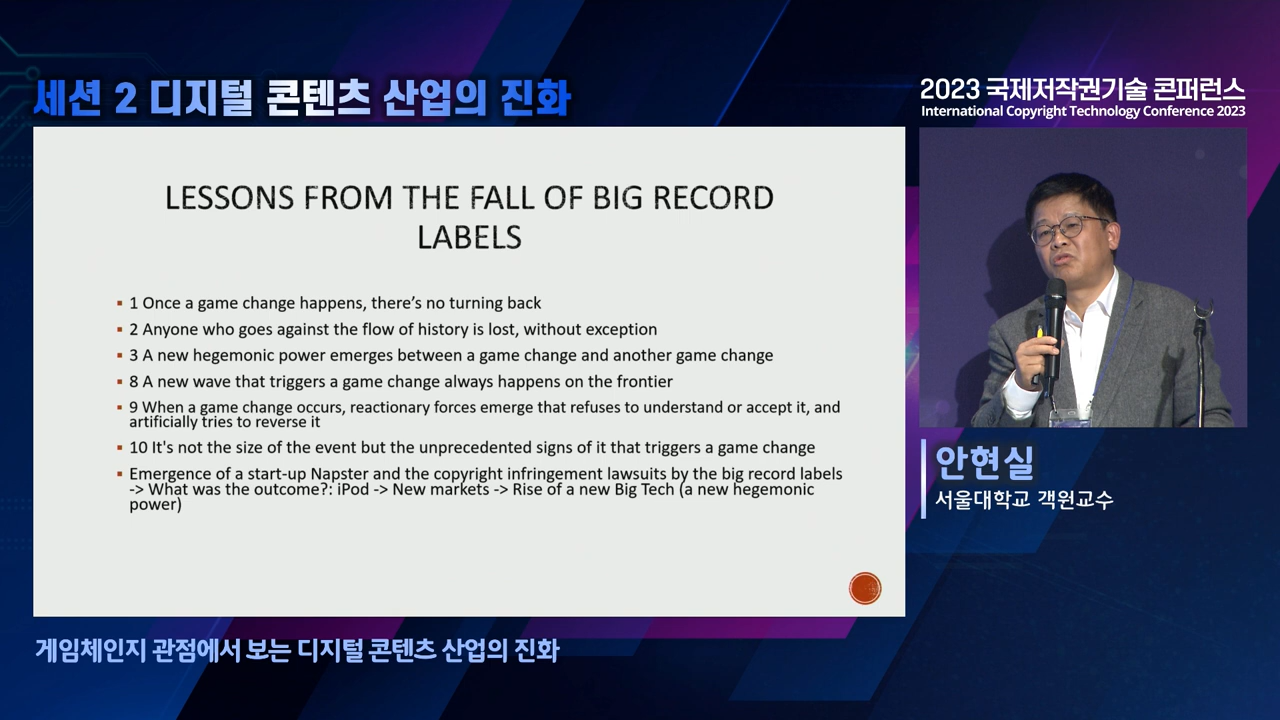 세션 2 디지털 콘텐츠 산업의 진화
2023 국제저작권기술 콘퍼런스
International Copyright Technology Conference 2023
LESSONS FROM THE FALL OF BIG RECORD
LABELS
▪ 1 Once a game change happens, there's no turning back
▪ 2 Anyone who goes against the flow of history is lost, without exception
▪ 3 A new hegemonic power emerges between a game change and another game change
▪ 8 A new wave that triggers a game change always happens on the frontier
▪ 9 When a game change occurs, reactionary forces emerge that refuses to understand or accept it, and
artificially tries to reverse it
▪ 10 It's not the size of the event but the unprecedented signs of it that triggers a game change
▪ Emergence of a start-up Napster and the copyright infringement lawsuits by the big record labels
-> What was the outcome?: iPod -> New markets -> Rise of a new Big Tech (a new hegemonic
power)
안현실
서울대학교 객원교수
게임체인지 관점에서 보는 디지털 콘텐츠 산업의 진화